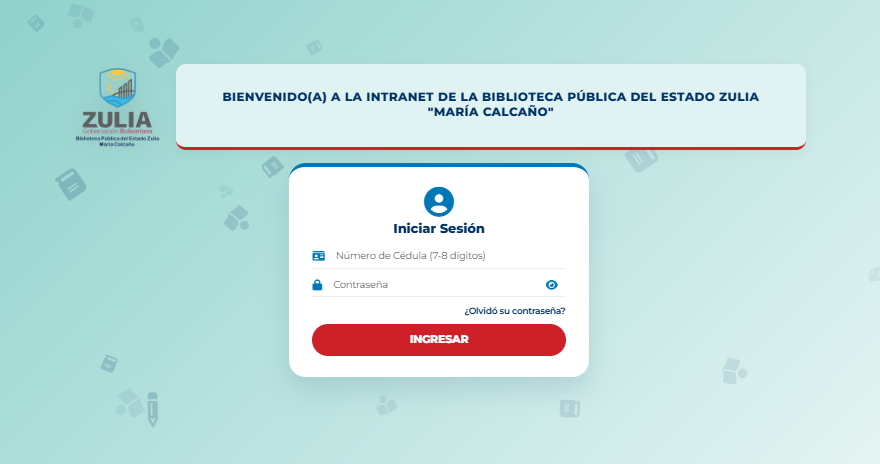 BIENVENIDO(A) A LA INTRANET DE LA BIBLIOTECA PÚBLICA DEL ESTADO ZULIA
"MARÍA CALCAÑO"
ZULIA
Gobernación Bolivariana
Biblioteca Pública del Estado Zulia
María Calcaño
Iniciar Sesión
Número de Cédula (7-8 dígitos)
Contraseña
¿Olvidó su contraseña?
INGRESAR